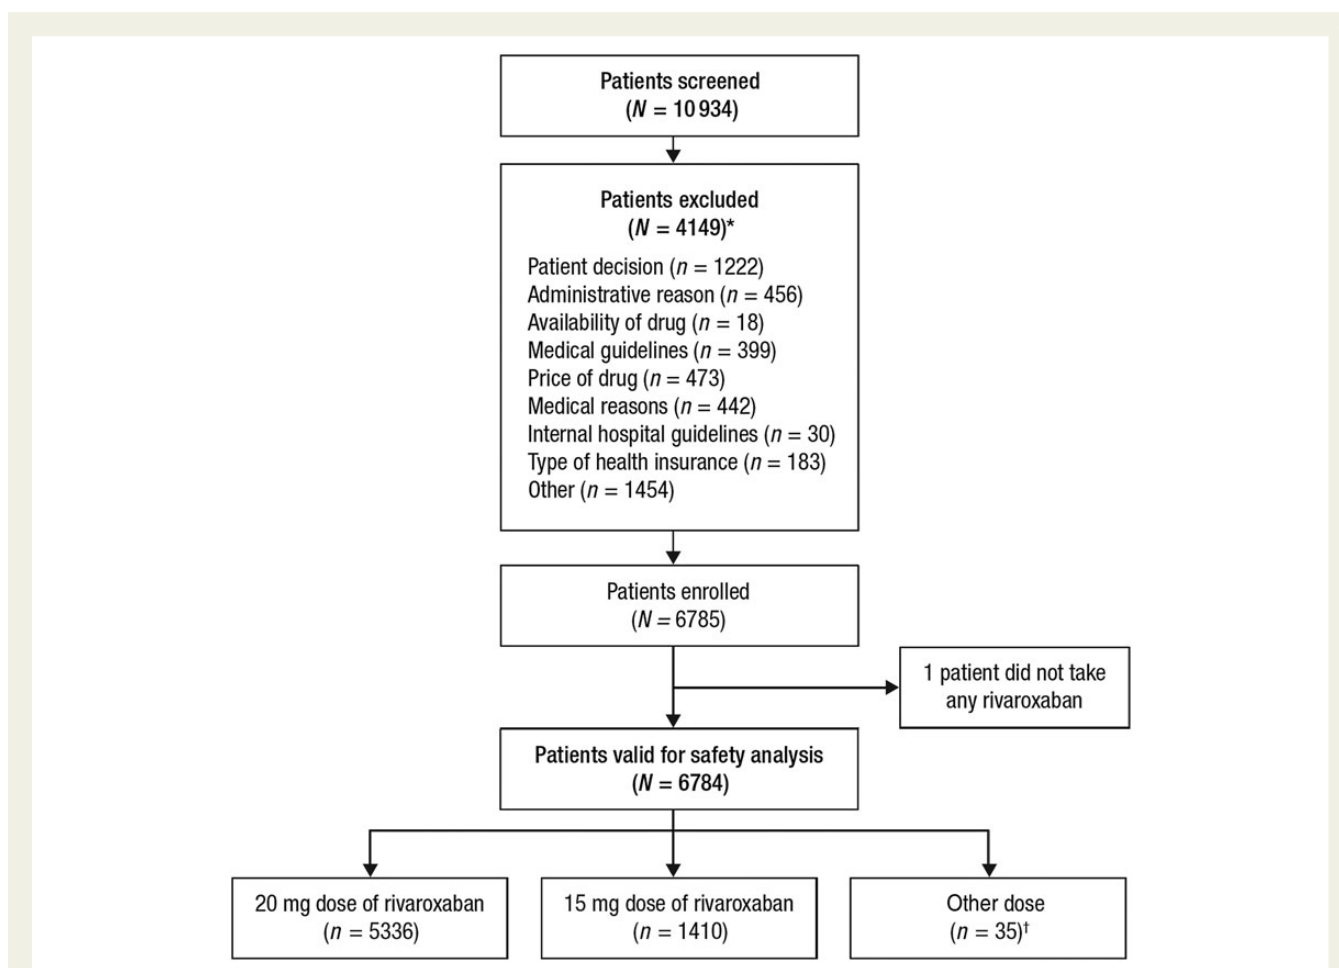 Patients screened
(N = 10 934)
Patients excluded
(N = 4149)*
Patient decision (n = 1222)
Administrative reason (n = 456)
Availability of drug (n = 18)
Medical guidelines (n = 399)
Price of drug (n = 473)
Medical reasons (n = 442)
Internal hospital guidelines (n = 30)
Type of health insurance (n = 183)
Other (n = 1454)
Patients enrolled
(N = 6785)
1 patient did not take
any rivaroxaban
Patients valid for safety analysis
(N = 6784)
20 mg dose of rivaroxaban
(n = 5336)
15 mg dose of rivaroxaban
(n = 1410)
Other dose
(n = 35)†